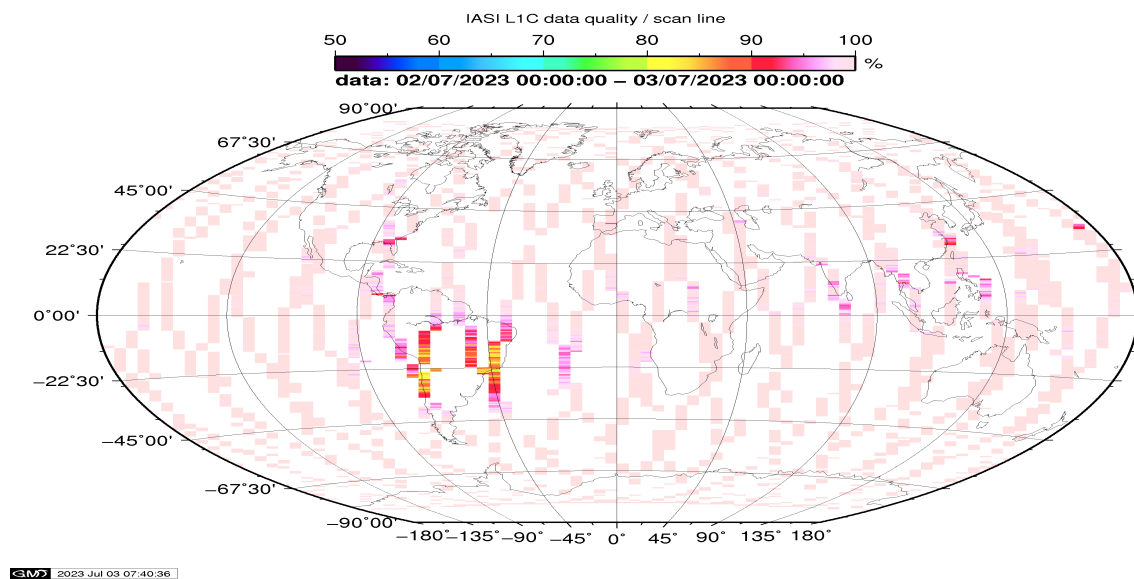 IASI L1C data quality / scan line
50 60 70 80 90 100
%
data: 02/07/2023 00:00:00 − 03/07/2023 00:00:00
90°00'
67°30'
45°00'
22°30'
0°00'
−22°30'
−45°00'
−67°30'
−90°00'
−180° −135° −90° −45° 0° 45° 90° 135° 180°
GMD 2023 Jul 03 07:40:36